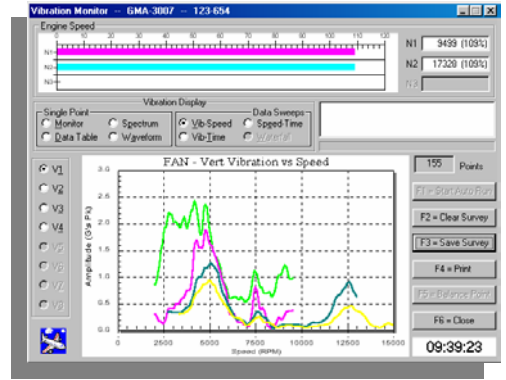 Vibration Monitor -- GMA-3007 -- 123-654
Engine Speed
0 10 20 30 40 50 60 70 80 90 100 110 120 130
N1
N2
N3
N1 9499 (109%)
N2 17328 (103%)
N3
Vibration Display
Single Point
Data Sweeps
Monitor Spectrum Vib-Speed Speed-Time
Data Table Waveform Vib-Time Waterfall
V1
V2
V3
V4
V5
V6
V7
V8
FAN - Vert Vibration vs Speed
Amplitude (G's Pk)
3.0
2.5
2.0
1.5
1.0
0.5
0.0
0 2500 5000 7500 10000 12500 15000
Speed (RPM)
155 Points
F1 = Start Auto Run
F2 = Clear Survey
F3 = Save Survey
F4 = Print
F5 = Balance Point
F6 = Close
09:39:23